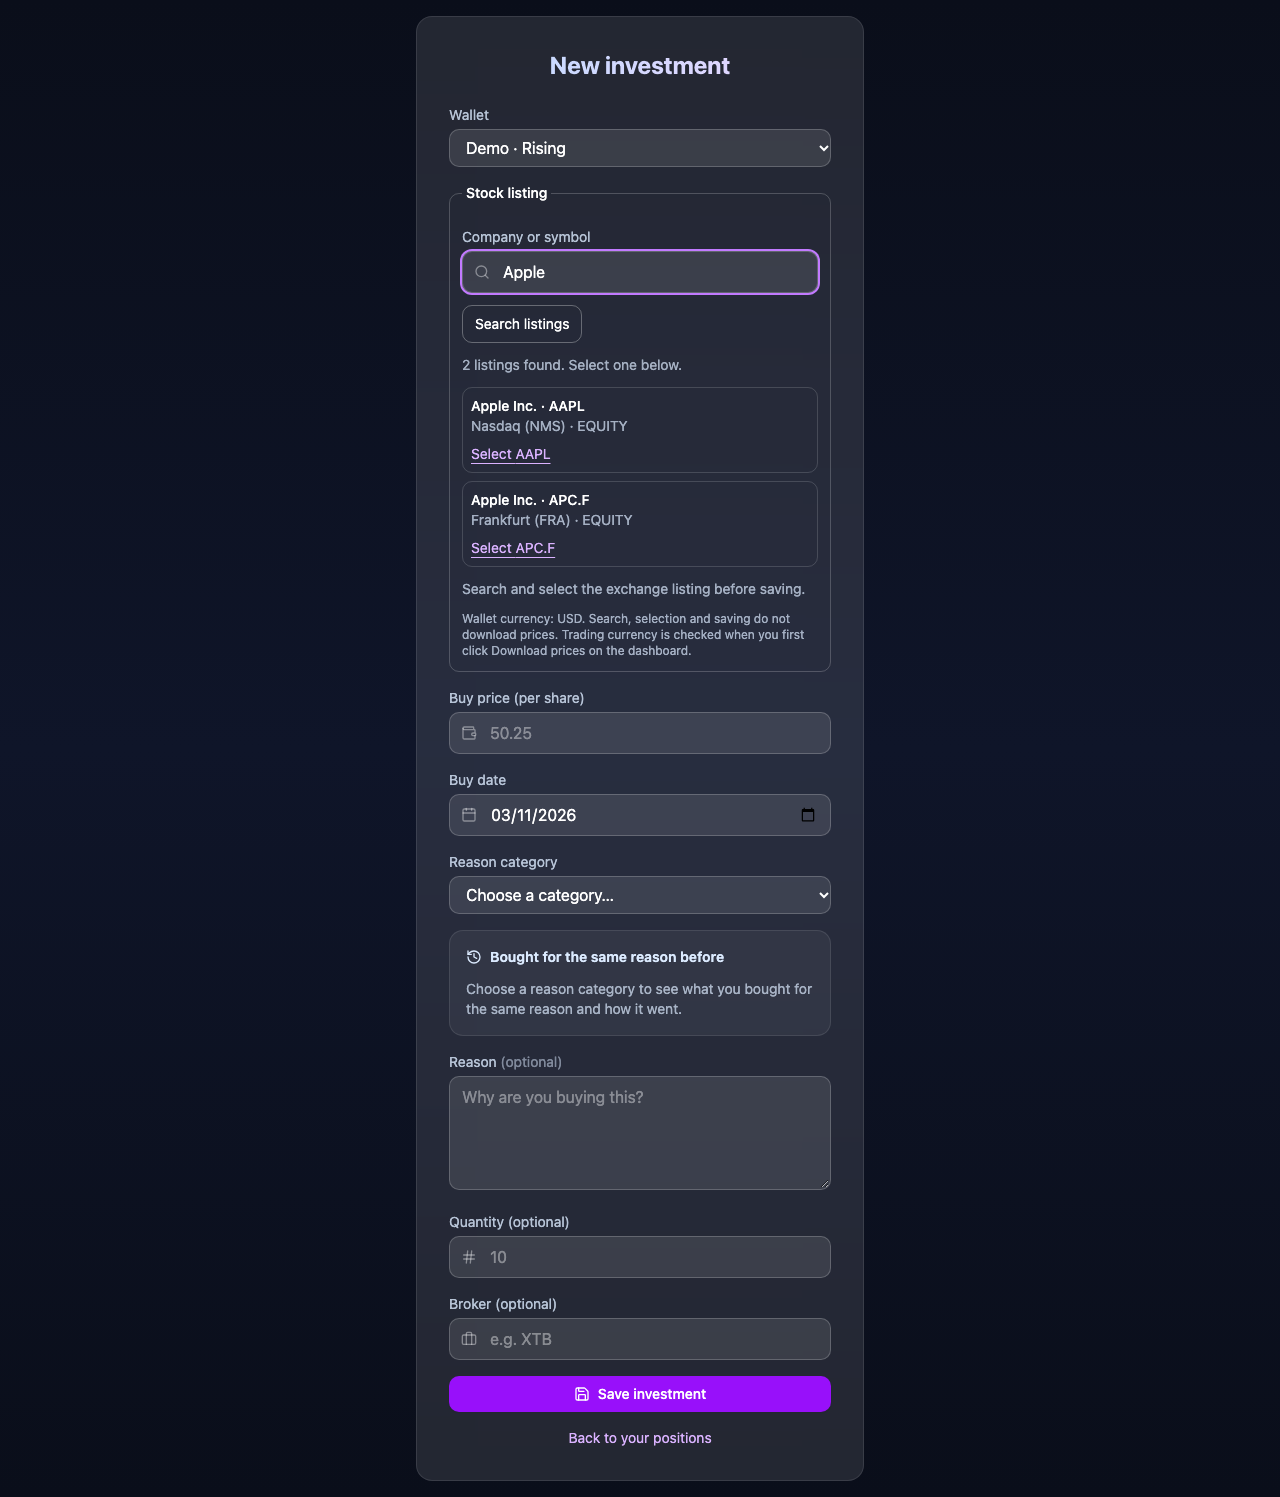 New investment
Wallet
Demo · Rising
Stock listing
Company or symbol
Apple
Search listings
2 listings found. Select one below.
Apple Inc. · AAPL
Nasdaq (NMS) · EQUITY
Select AAPL
Apple Inc. · APC.F
Frankfurt (FRA) · EQUITY
Select APC.F
Search and select the exchange listing before saving.
Wallet currency: USD. Search, selection and saving do not
download prices. Trading currency is checked when you first
click Download prices on the dashboard.
Buy price (per share)
50.25
Buy date
03/11/2026
Reason category
Choose a category...
Bought for the same reason before
Choose a reason category to see what you bought for
the same reason and how it went.
Reason (optional)
Why are you buying this?
Quantity (optional)
10
Broker (optional)
e.g. XTB
Save investment
Back to your positions